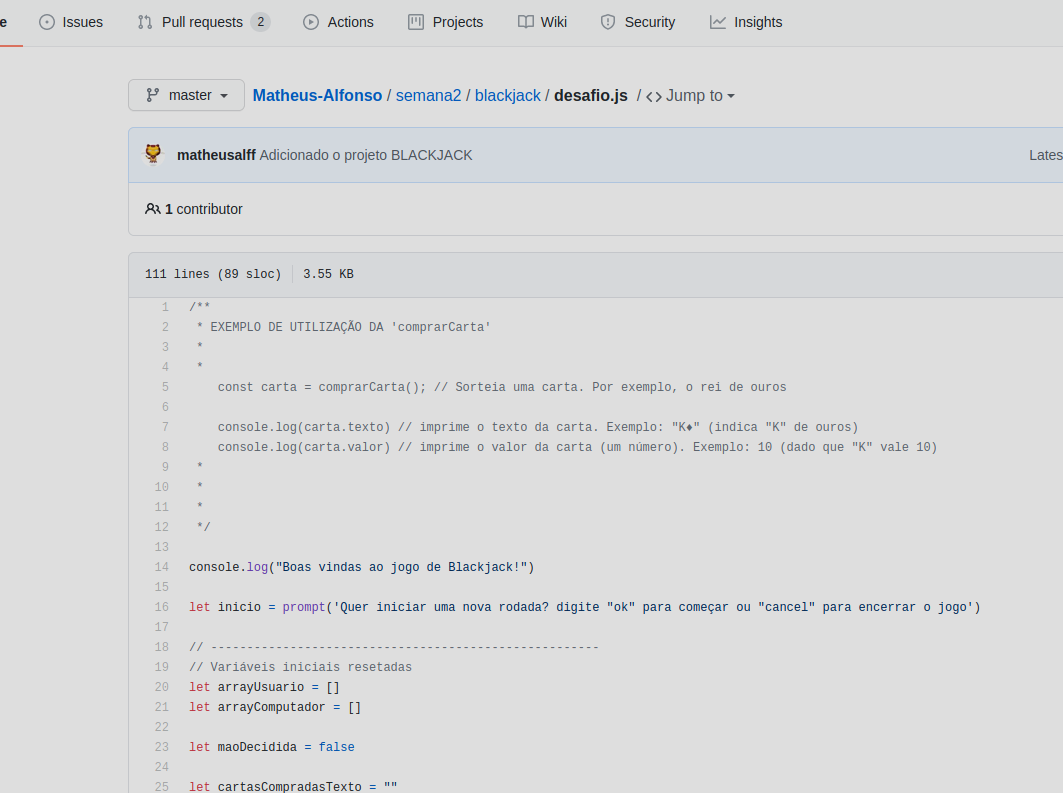 e Issues Pull requests 2 Actions Projects Wiki Security Insights
master Matheus-Alfonso / semana2 / blackjack / desafio.js / <> Jump to
matheusalff Adicionado o projeto BLACKJACK Lates
1 contributor
111 lines (89 sloc) 3.55 KB
1 /**
2 * EXEMPLO DE UTILIZAÇÃO DA 'comprarCarta'
3 *
4 *
5 const carta = comprarCarta(); // Sorteia uma carta. Por exemplo, o rei de ouros
6
7 console.log(carta.texto) // imprime o texto da carta. Exemplo: "K♦" (indica "K" de ouros)
8 console.log(carta.valor) // imprime o valor da carta (um número). Exemplo: 10 (dado que "K" vale 10)
9 *
10 *
11 *
12 */
13
14 console.log("Boas vindas ao jogo de Blackjack!")
15
16 let inicio = prompt('Quer iniciar uma nova rodada? digite "ok" para começar ou "cancel" para encerrar o jogo')
17
18 // ------------------------------------------------------
19 // Variáveis iniciais resetadas
20 let arrayUsuario = []
21 let arrayComputador = []
22
23 let maoDecidida = false
24
25 let cartasCompradasTexto = ""